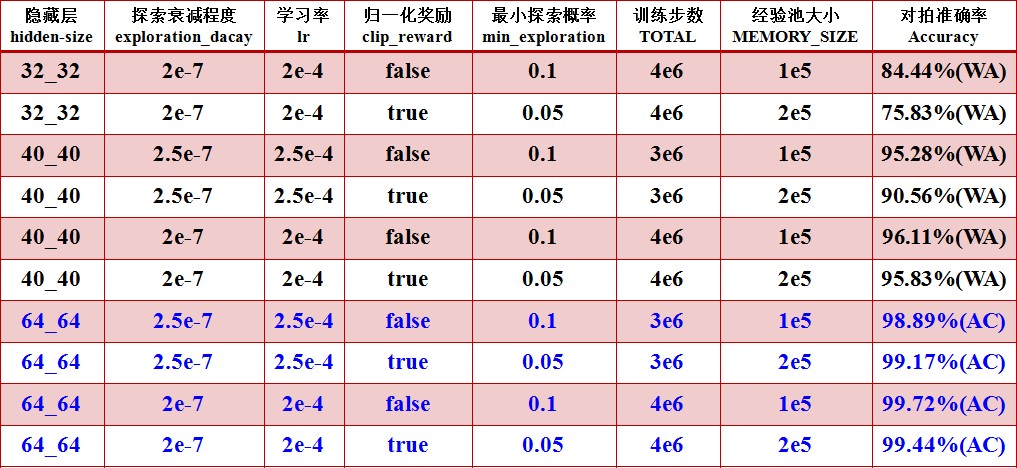 隐藏层 探索衰减程度 学习率 归一化奖励 最小探索概率 训练步数 经验池大小 对拍准确率
hidden-size exploration_dacay lr clip_reward min_exploration TOTAL MEMORY_SIZE Accuracy
32_32 2e-7 2e-4 false 0.1 4e6 1e5 84.44%(WA)
32_32 2e-7 2e-4 true 0.05 4e6 2e5 75.83%(WA)
40_40 2.5e-7 2.5e-4 false 0.1 3e6 1e5 95.28%(WA)
40_40 2.5e-7 2.5e-4 true 0.05 3e6 2e5 90.56%(WA)
40_40 2e-7 2e-4 false 0.1 4e6 1e5 96.11%(WA)
40_40 2e-7 2e-4 true 0.05 4e6 2e5 95.83%(WA)
64_64 2.5e-7 2.5e-4 false 0.1 3e6 1e5 98.89%(AC)
64_64 2.5e-7 2.5e-4 true 0.05 3e6 2e5 99.17%(AC)
64_64 2e-7 2e-4 false 0.1 4e6 1e5 99.72%(AC)
64_64 2e-7 2e-4 true 0.05 4e6 2e5 99.44%(AC)